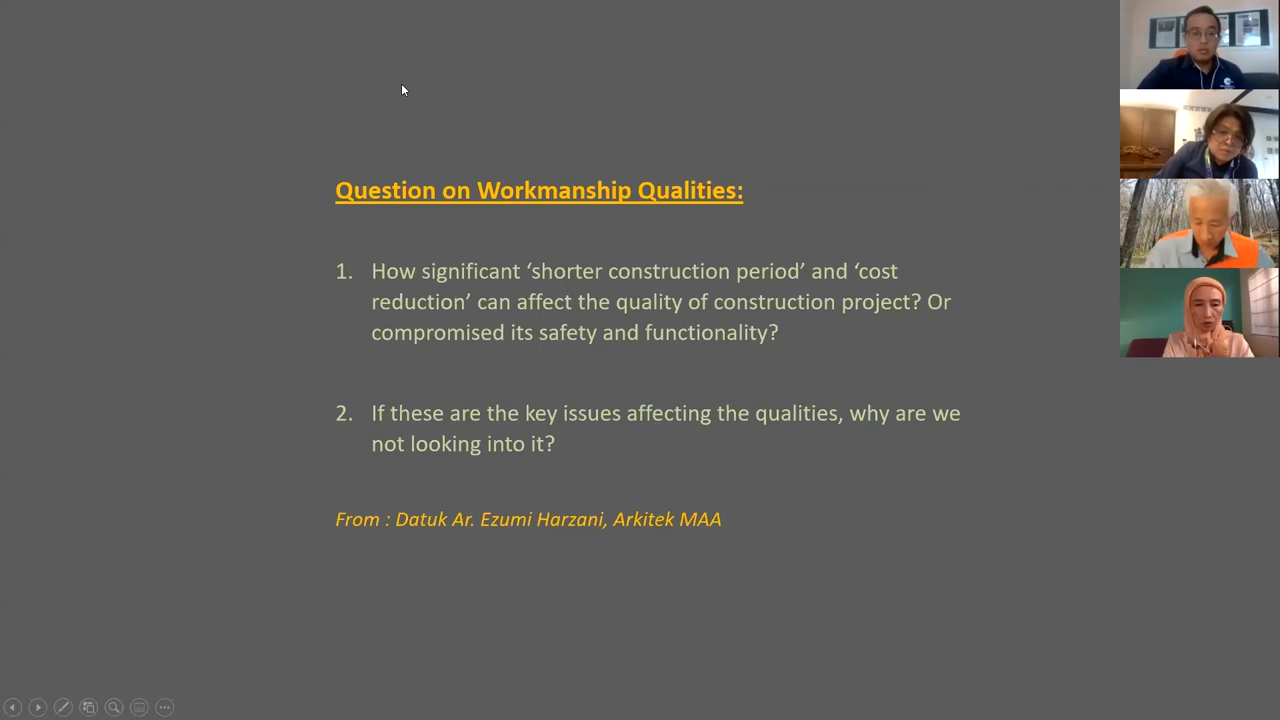 Question on Workmanship Qualities:
1. How significant ‘shorter construction period’ and ‘cost
reduction’ can affect the quality of construction project? Or
compromised its safety and functionality?
2. If these are the key issues affecting the qualities, why are we
not looking into it?
From : Datuk Ar. Ezumi Harzani, Arkitek MAA